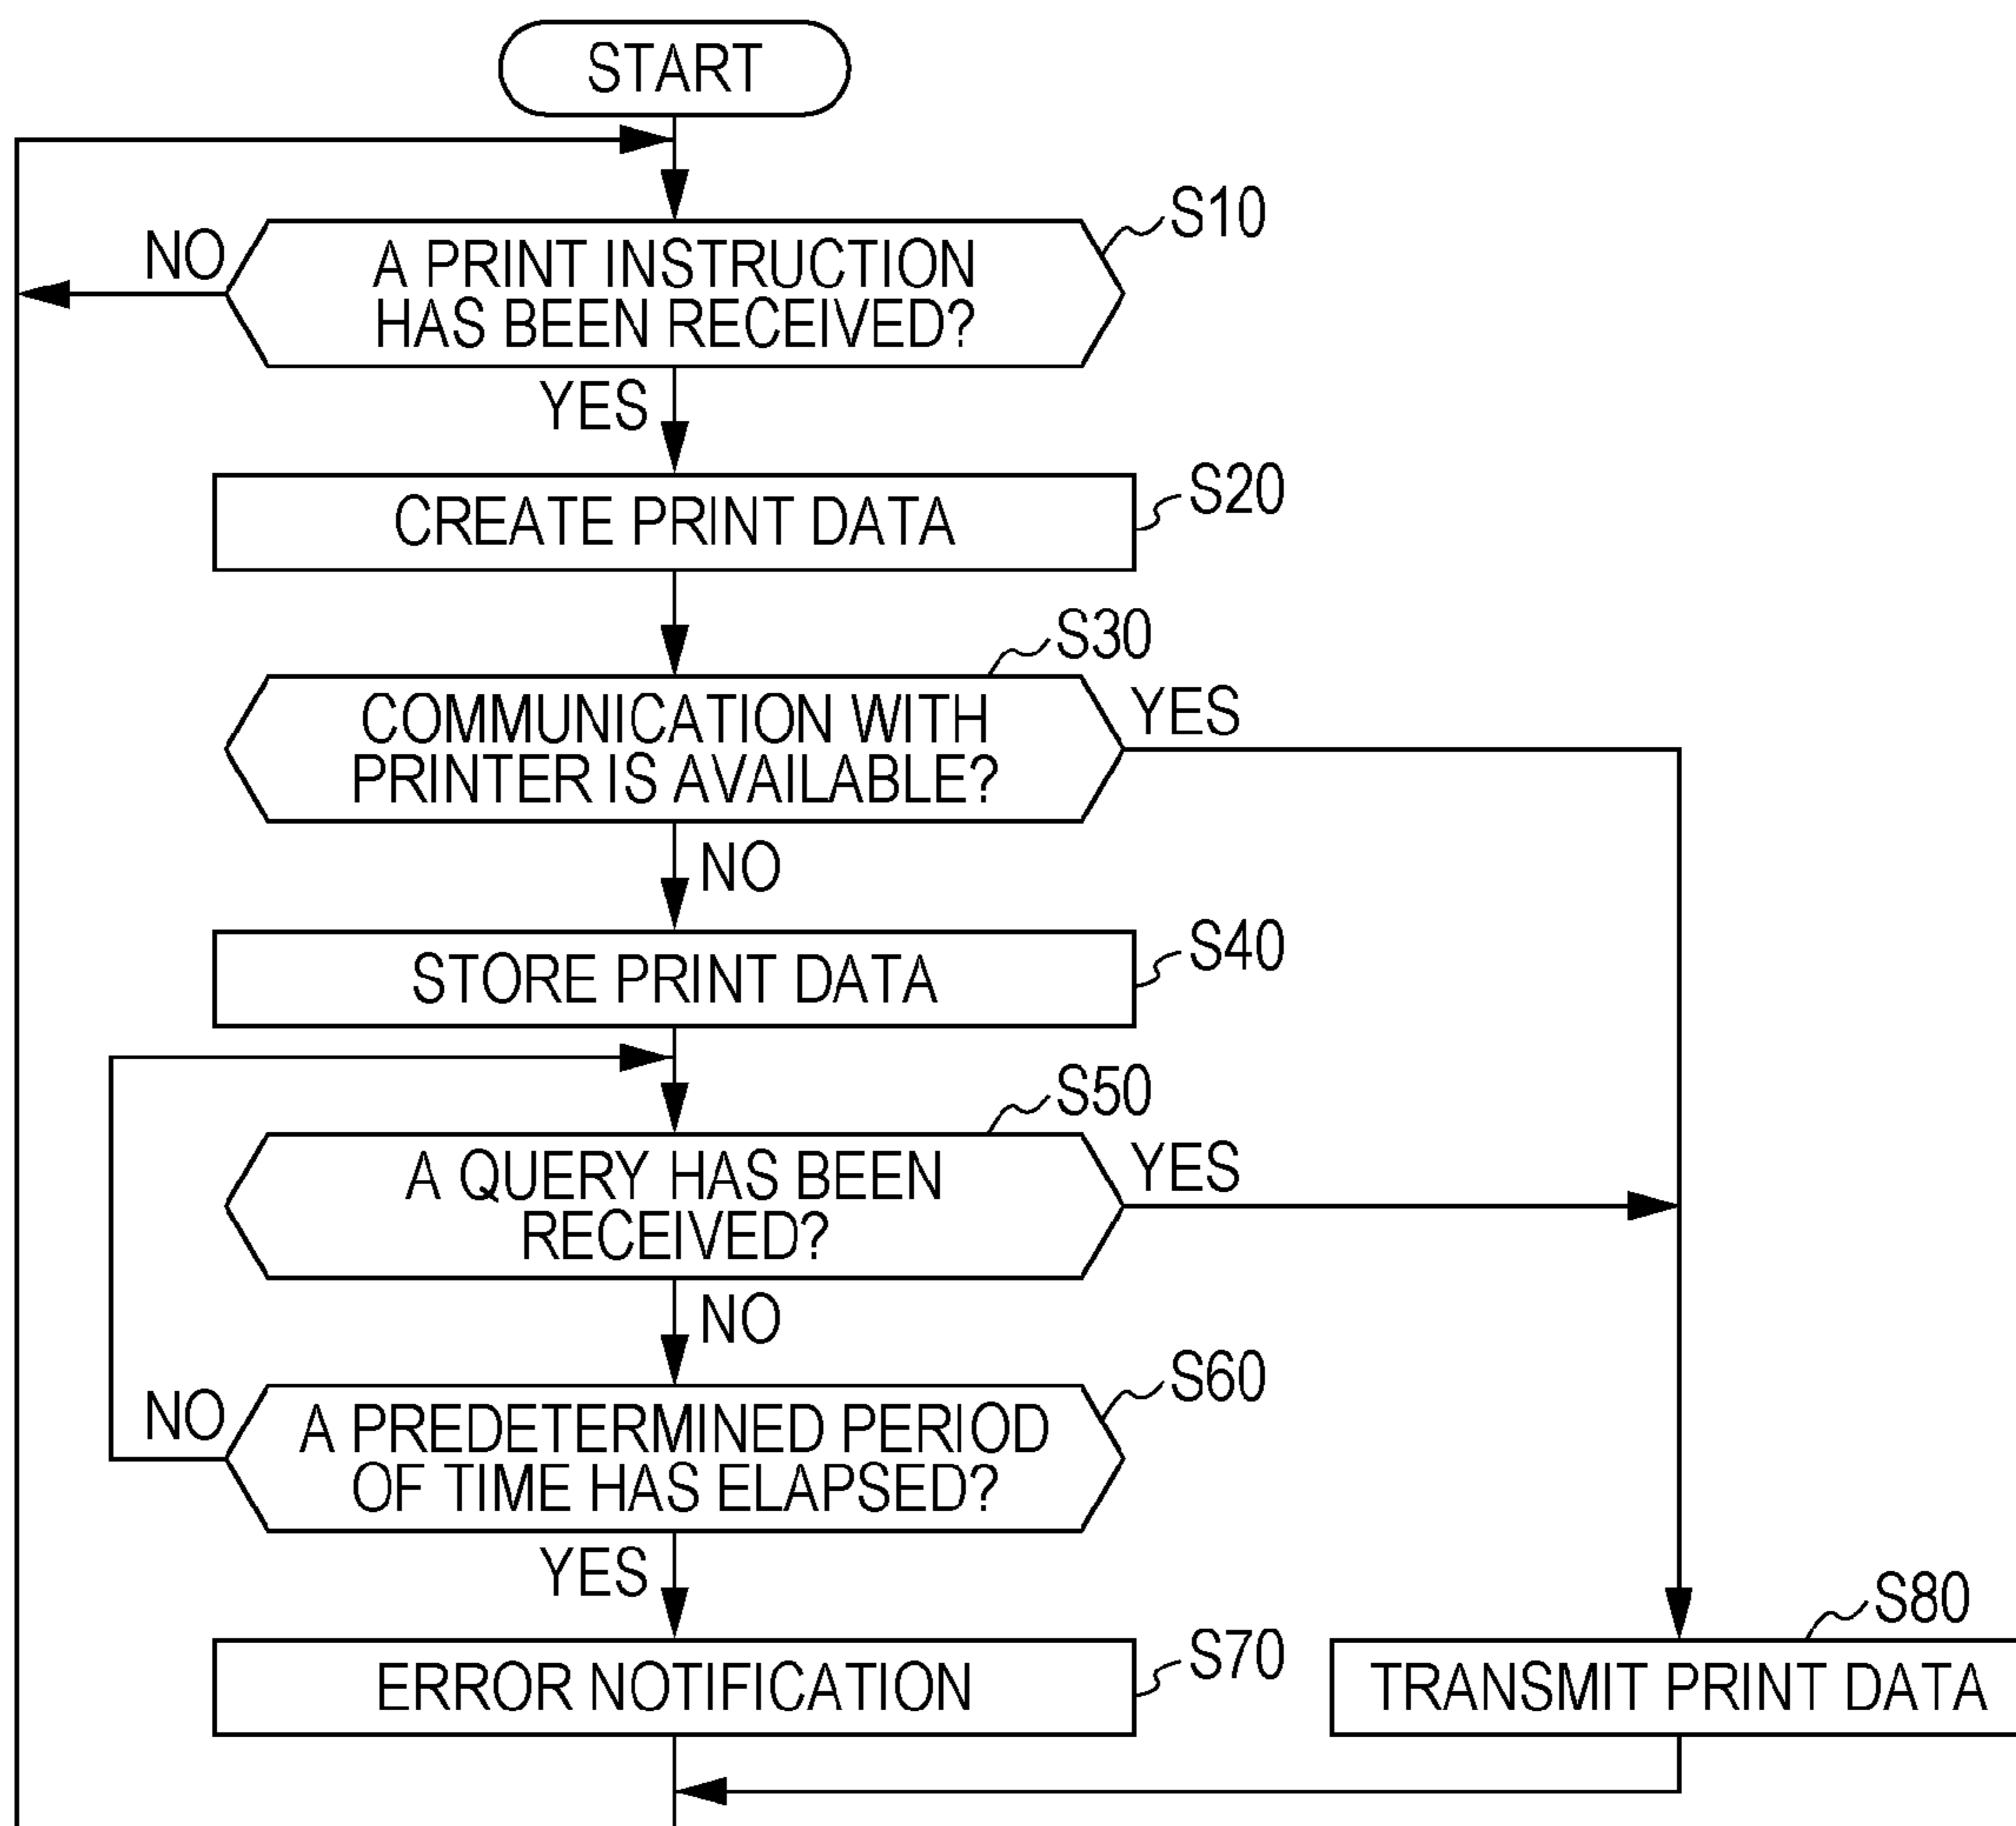 START
S10
NO
A PRINT INSTRUCTION
HAS BEEN RECEIVED?
YES
S20
CREATE PRINT DATA
S30
COMMUNICATION WITH
PRINTER IS AVAILABLE?
YES
NO
S40
STORE PRINT DATA
S50
A QUERY HAS BEEN
RECEIVED?
YES
NO
S60
NO
A PREDETERMINED PERIOD
OF TIME HAS ELAPSED?
YES
S70
ERROR NOTIFICATION
S80
TRANSMIT PRINT DATA